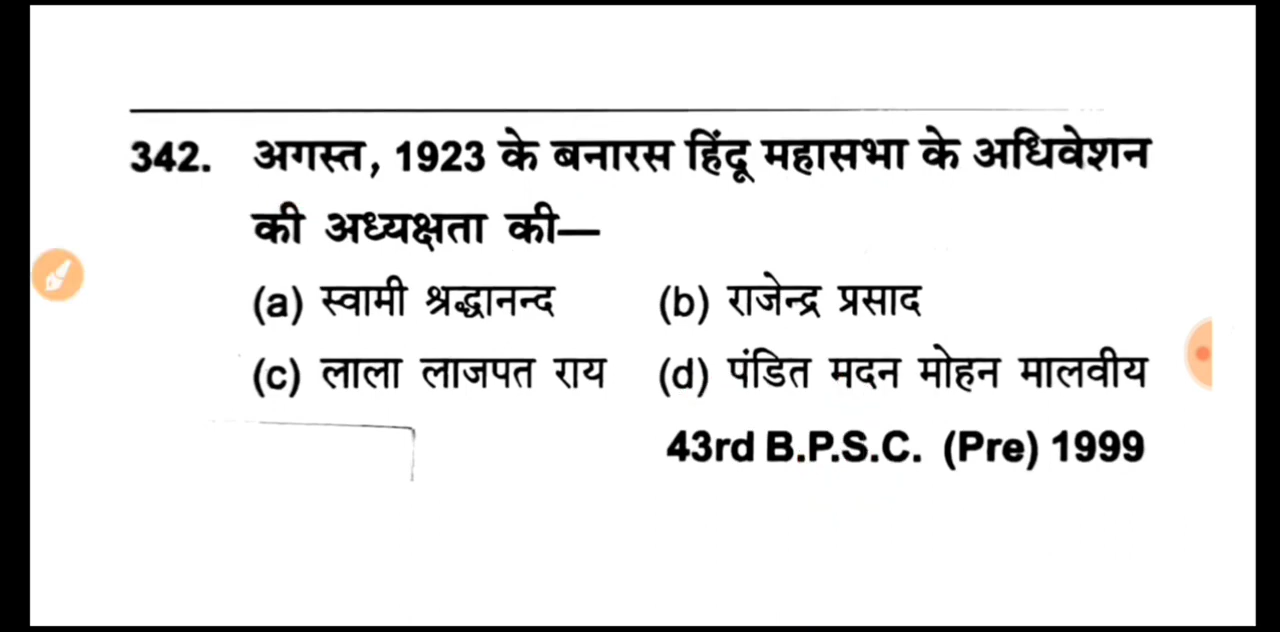 342. अगस्त, 1923 के बनारस हिंदू महासभा के अधिवेशन
की अध्यक्षता की—
(a) स्वामी श्रद्धानन्द (b) राजेन्द्र प्रसाद
(c) लाला लाजपत राय (d) पंडित मदन मोहन मालवीय
43rd B.P.S.C. (Pre) 1999